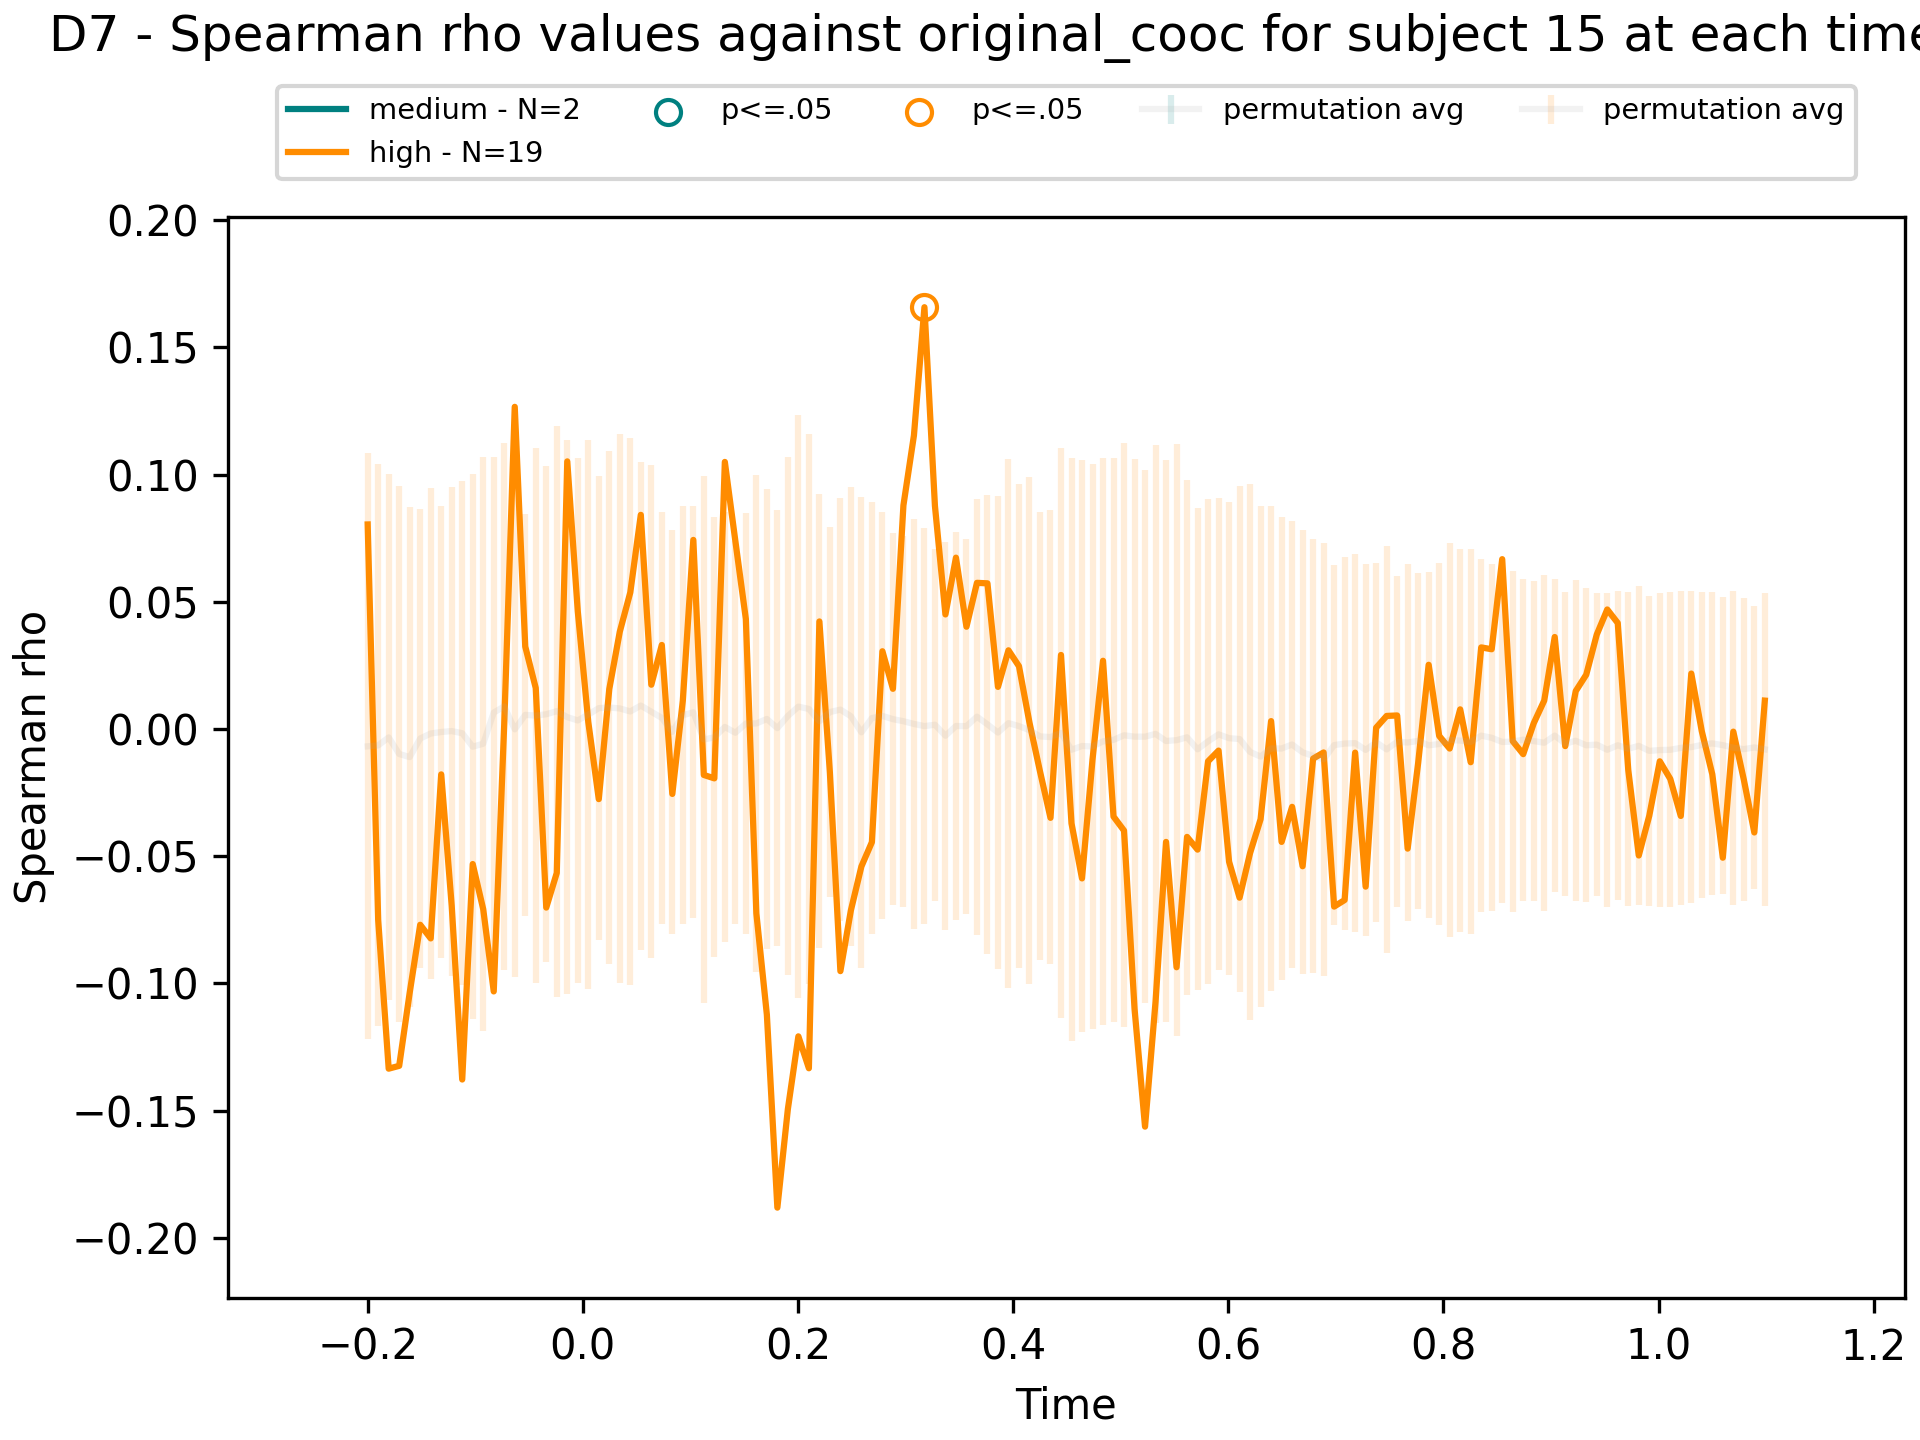 D7 - Spearman rho values against original_cooc for subject 15 at each time
medium - N=2
high - N=19
p<=.05
p<=.05
permutation avg
permutation avg
Spearman rho
0.20
0.15
0.10
0.05
0.00
−0.05
−0.10
−0.15
−0.20
−0.2 0.0 0.2 0.4 0.6 0.8 1.0 1.2
Time